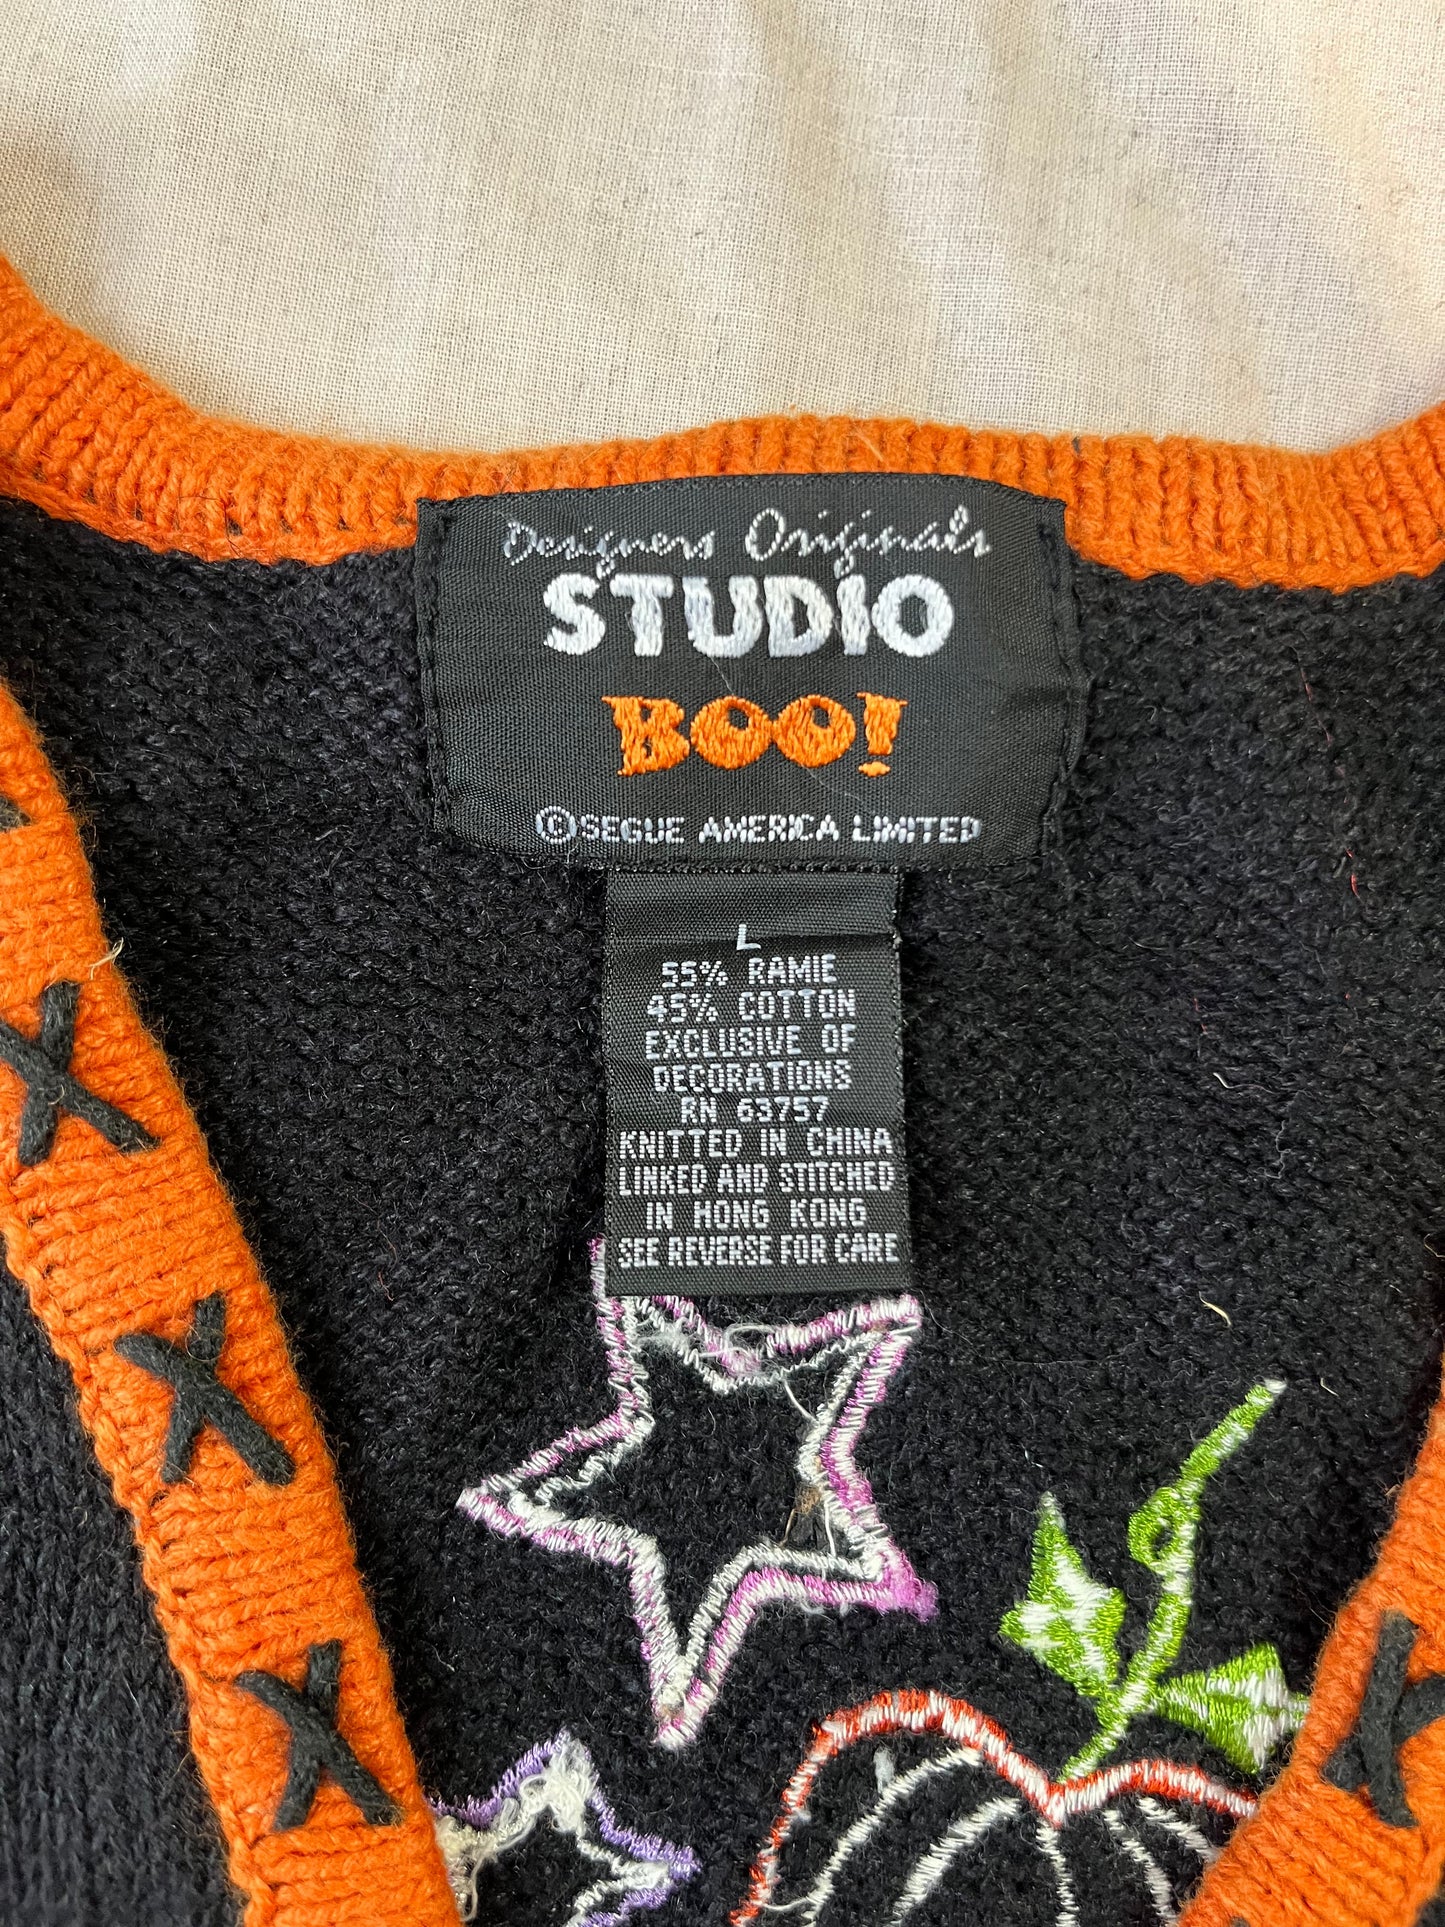 Designers Originals
STUDIO
BOO!
©SEGUE AMERICA LIMITED
L
55% RAMIE
45% COTTON
EXCLUSIVE OF
DECORATIONS
RN 63757
KNITTED IN CHINA
LINKED AND STITCHED
IN HONG KONG
SEE REVERSE FOR CARE